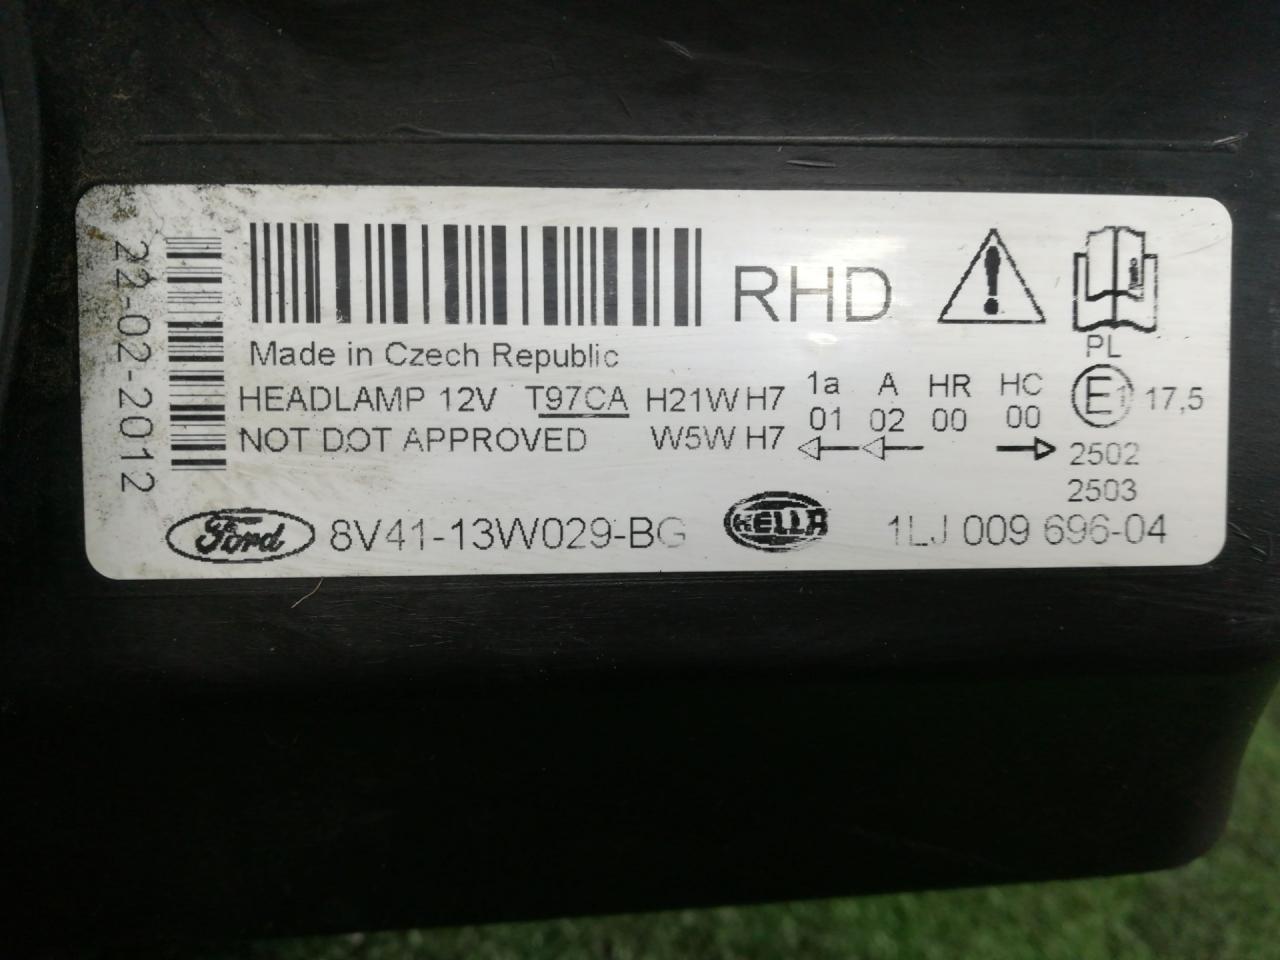 22-02-2012
RHD
Made in Czech Republic
PL
HEADLAMP 12V T97CA H21W H7 1a A HR HC E1 17,5
01 02 00 00
NOT DOT APPROVED W5W H7
2502
2503
Ford 8V41-13W029-BG HELLA 1LJ 009 696-04